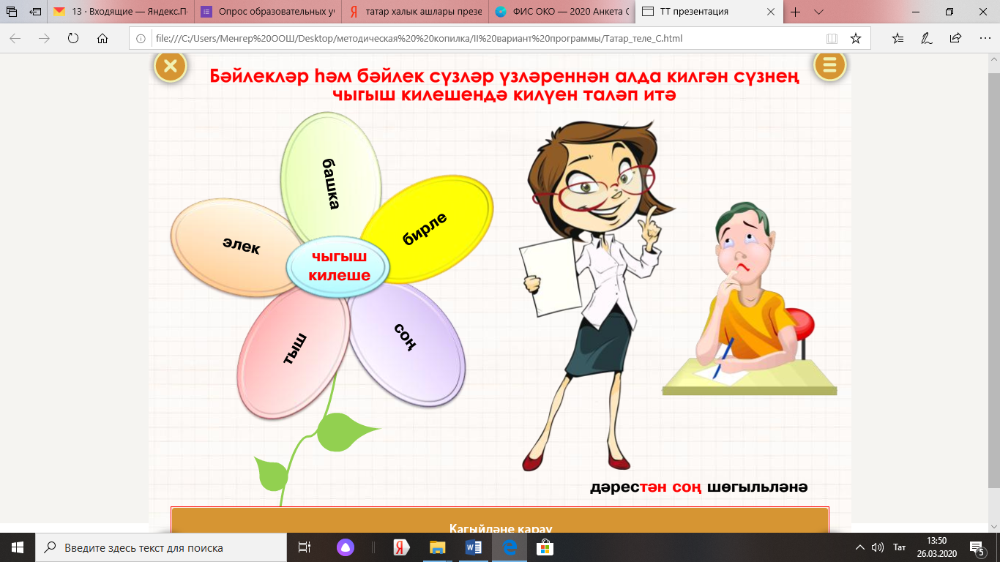 13 · Входящие — Яндекс.П
Опрос образовательных у
татар халык ашлары презе
ФИС ОКО — 2020 Анкета О
ТТ презентация
file:///C:/Users/Менгер%20ООШ/Desktop/методическая%20%20копилка/II%20вариант%20программы/Татар_теле_С.html
Бәйлекләр һәм бәйлек сүзләр үзләреннән алда килгән сүзнең
чыгыш килешендә килүен таләп итә
башка
бирле
элек
чыгыш
килеше
соң
тыш
дәрестән соң шөгыльләнә
Кагыйдәне карау
Введите здесь текст для поиска
Тат
13:50
26.03.2020
5